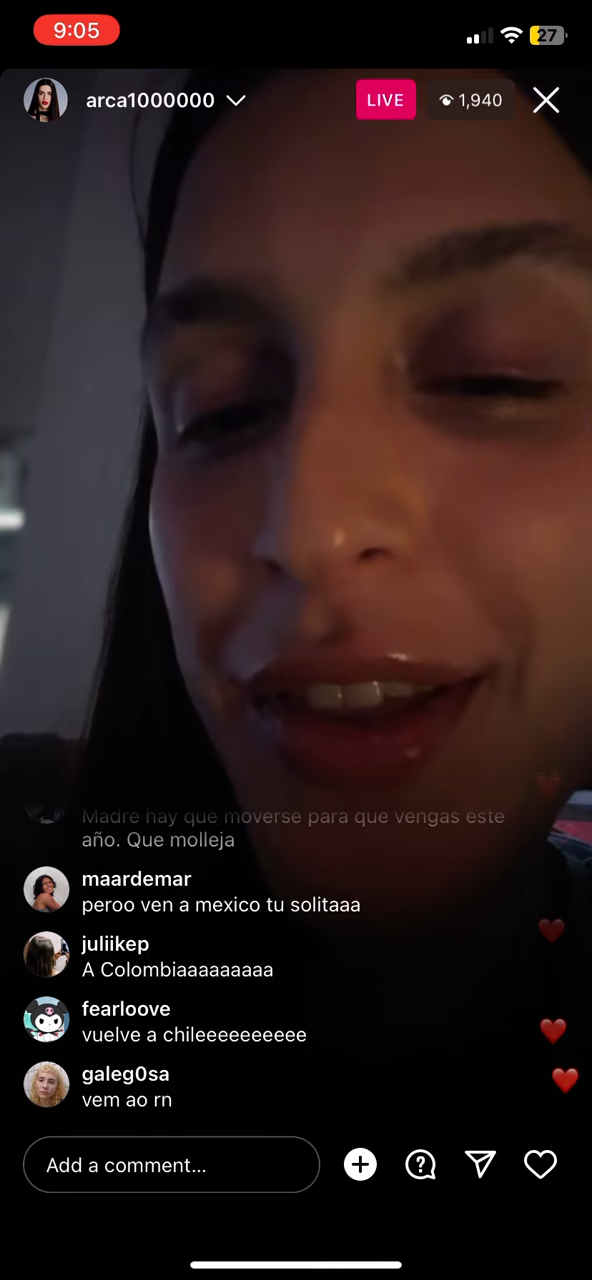 9:05
27
arca1000000
LIVE
1,940
Madre hay que moverse para que vengas este
año. Que molleja
maardemar
peroo ven a mexico tu solitaaa
juliikep
A Colombiaaaaaaaaa
fearloove
vuelve a chileeeeeeeeee
galeg0sa
vem ao rn
Add a comment...